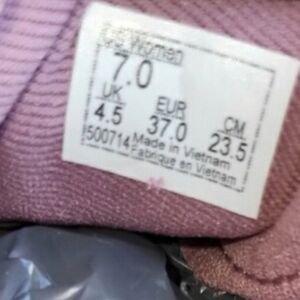 Women
7.0
UK EUR CM
4.5 37.0 23.5
500714 Made in Vietnam
Fabriqué en Vietnam